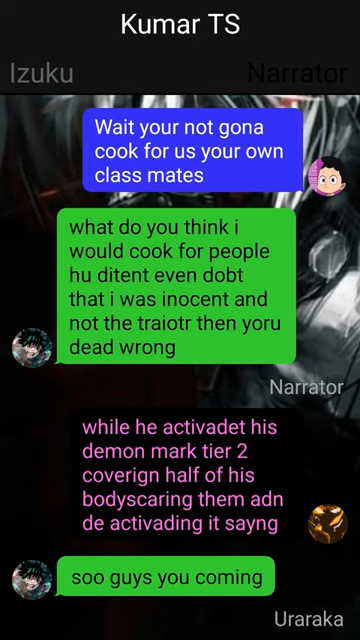 Kumar TS
Izuku
Narrator
Wait your not gona
cook for us your own
class mates
what do you think i
would cook for people
hu ditent even dobt
that i was inocent and
not the traiotr then yoru
dead wrong
Narrator
while he activadet his
demon mark tier 2
coverign half of his
bodyscaring them adn
de activading it sayng
soo guys you coming
Uraraka